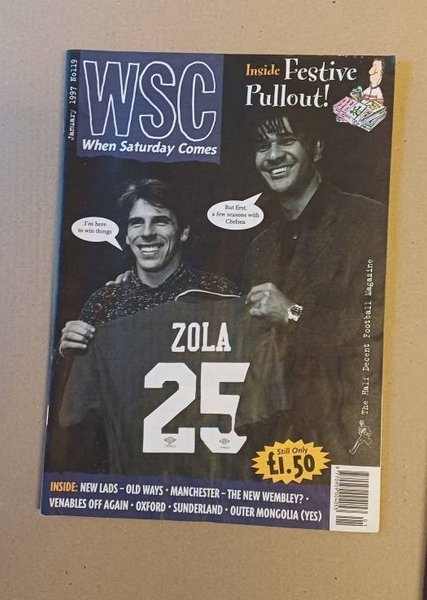 January 1997 No119
WSC
When Saturday Comes
Inside Festive
Pullout!
I'm here
to win things
But first,
a few seasons with
Chelsea
ZOLA
25
The Half Decent Football Magazine
Still Only
£1.50
INSIDE: NEW LADS – OLD WAYS · MANCHESTER – THE NEW WEMBLEY? ·
VENABLES OFF AGAIN · OXFORD · SUNDERLAND · OUTER MONGOLIA (YES)